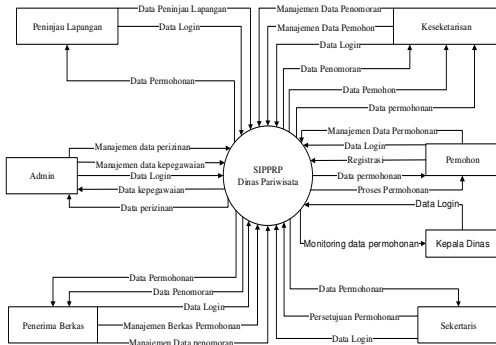 Data Peninjau Lapangan
Peninjau Lapangan
Data Login
Data Permohonan
Manajemen Data Penomoran
Manajemen Data Pemohon
Keseketarisan
Data Login
Data Penomoran
Data Pemohon
Data permohonan
Manajemen data perizinan
Manajemen data kepegawaian
Admin
Data Login
Data kepegawaian
Data perizinan
SIPPRP
Dinas Pariwisata
Manajemen Data Permohonan
Data Login
Registrasi
Pemohon
Data permohonan
Proses Permohonan
Data Login
Monitoring data permohonan
Kepala Dinas
Data Permohonan
Data Penomoran
Data Login
Penerima Berkas
Manajemen Berkas Permohonan
Manajemen Data penomoran
Data Permohonan
Persetujuan Permohonan
Sekertaris
Data Login